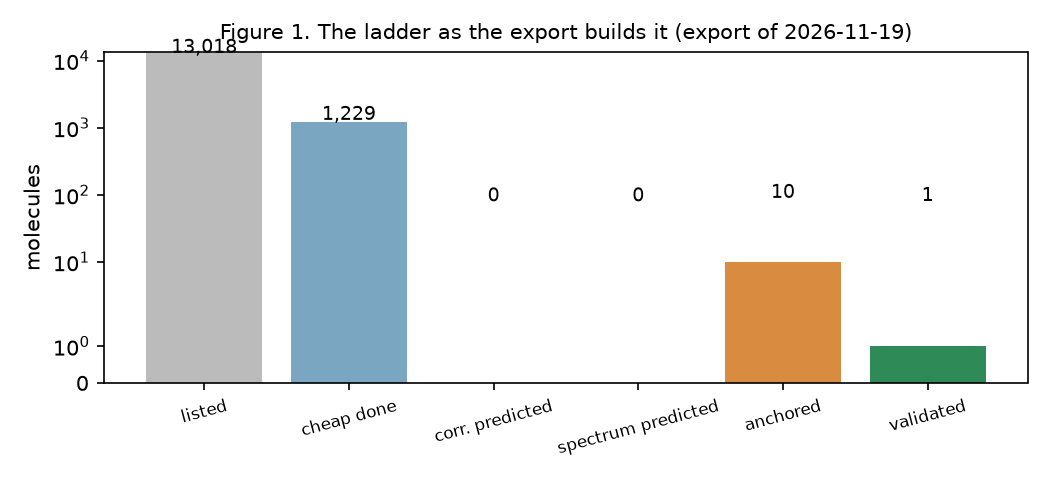 Figure 1. The ladder as the export builds it (export of 2026-11-19)
13,018
1,229
0
0
10
1
10⁴
10³
10²
10¹
10⁰
0
molecules
listed
cheap done
corr. predicted
spectrum predicted
anchored
validated